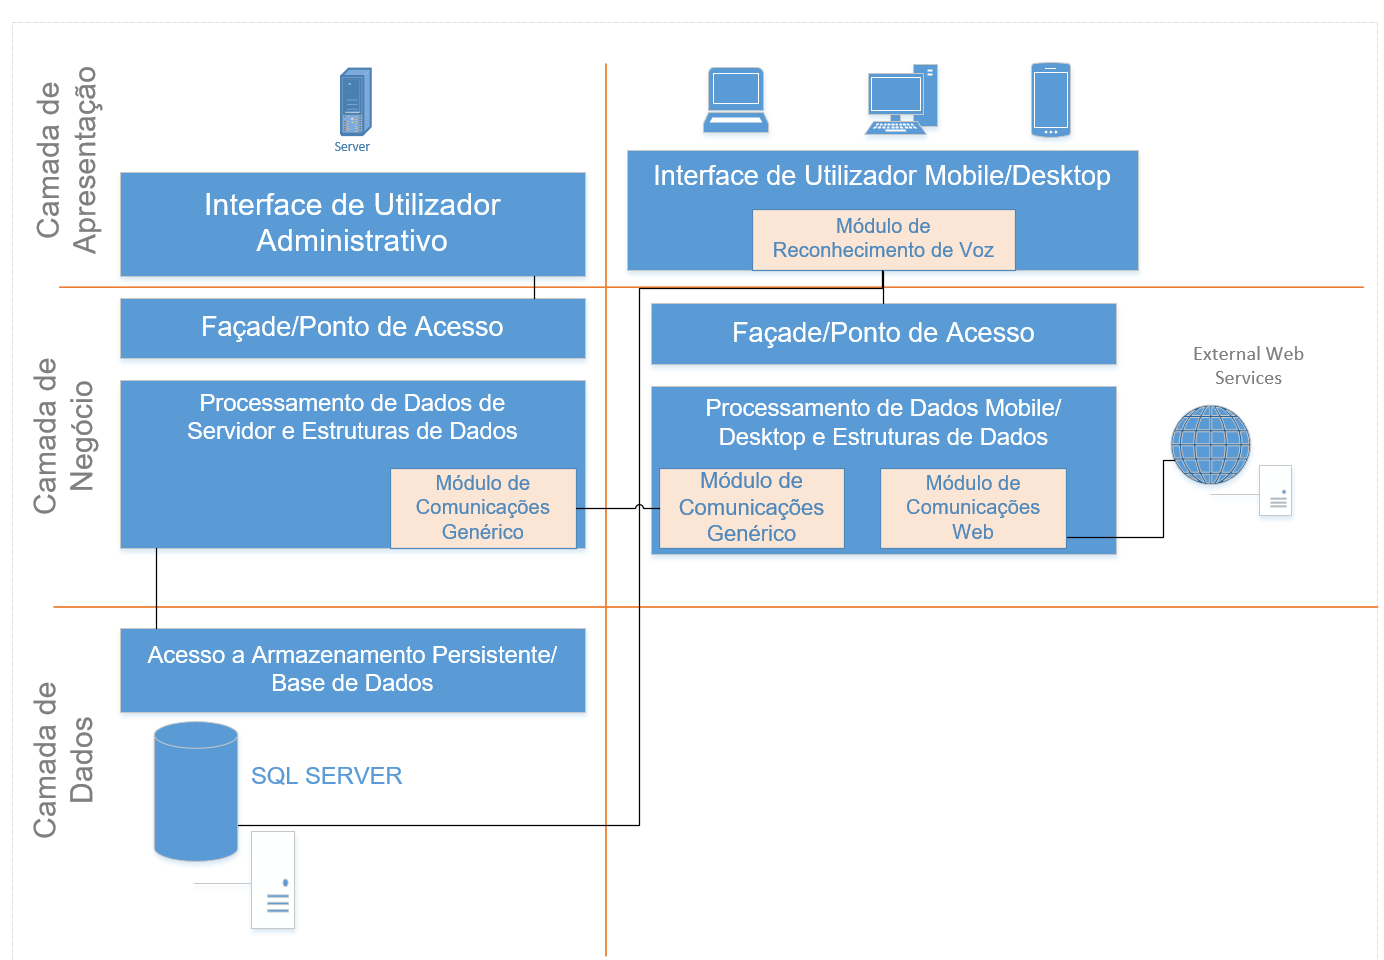 Camada de
Apresentação
Server
Interface de Utilizador
Administrativo
Interface de Utilizador Mobile/Desktop
Módulo de
Reconhecimento de Voz
Camada de
Negócio
Façade/Ponto de Acesso
Processamento de Dados de
Servidor e Estruturas de Dados
Módulo de
Comunicações
Genérico
Façade/Ponto de Acesso
Processamento de Dados Mobile/
Desktop e Estruturas de Dados
Módulo de
Comunicações
Genérico
Módulo de
Comunicações
Web
External Web
Services
Camada de
Dados
Acesso a Armazenamento Persistente/
Base de Dados
SQL SERVER